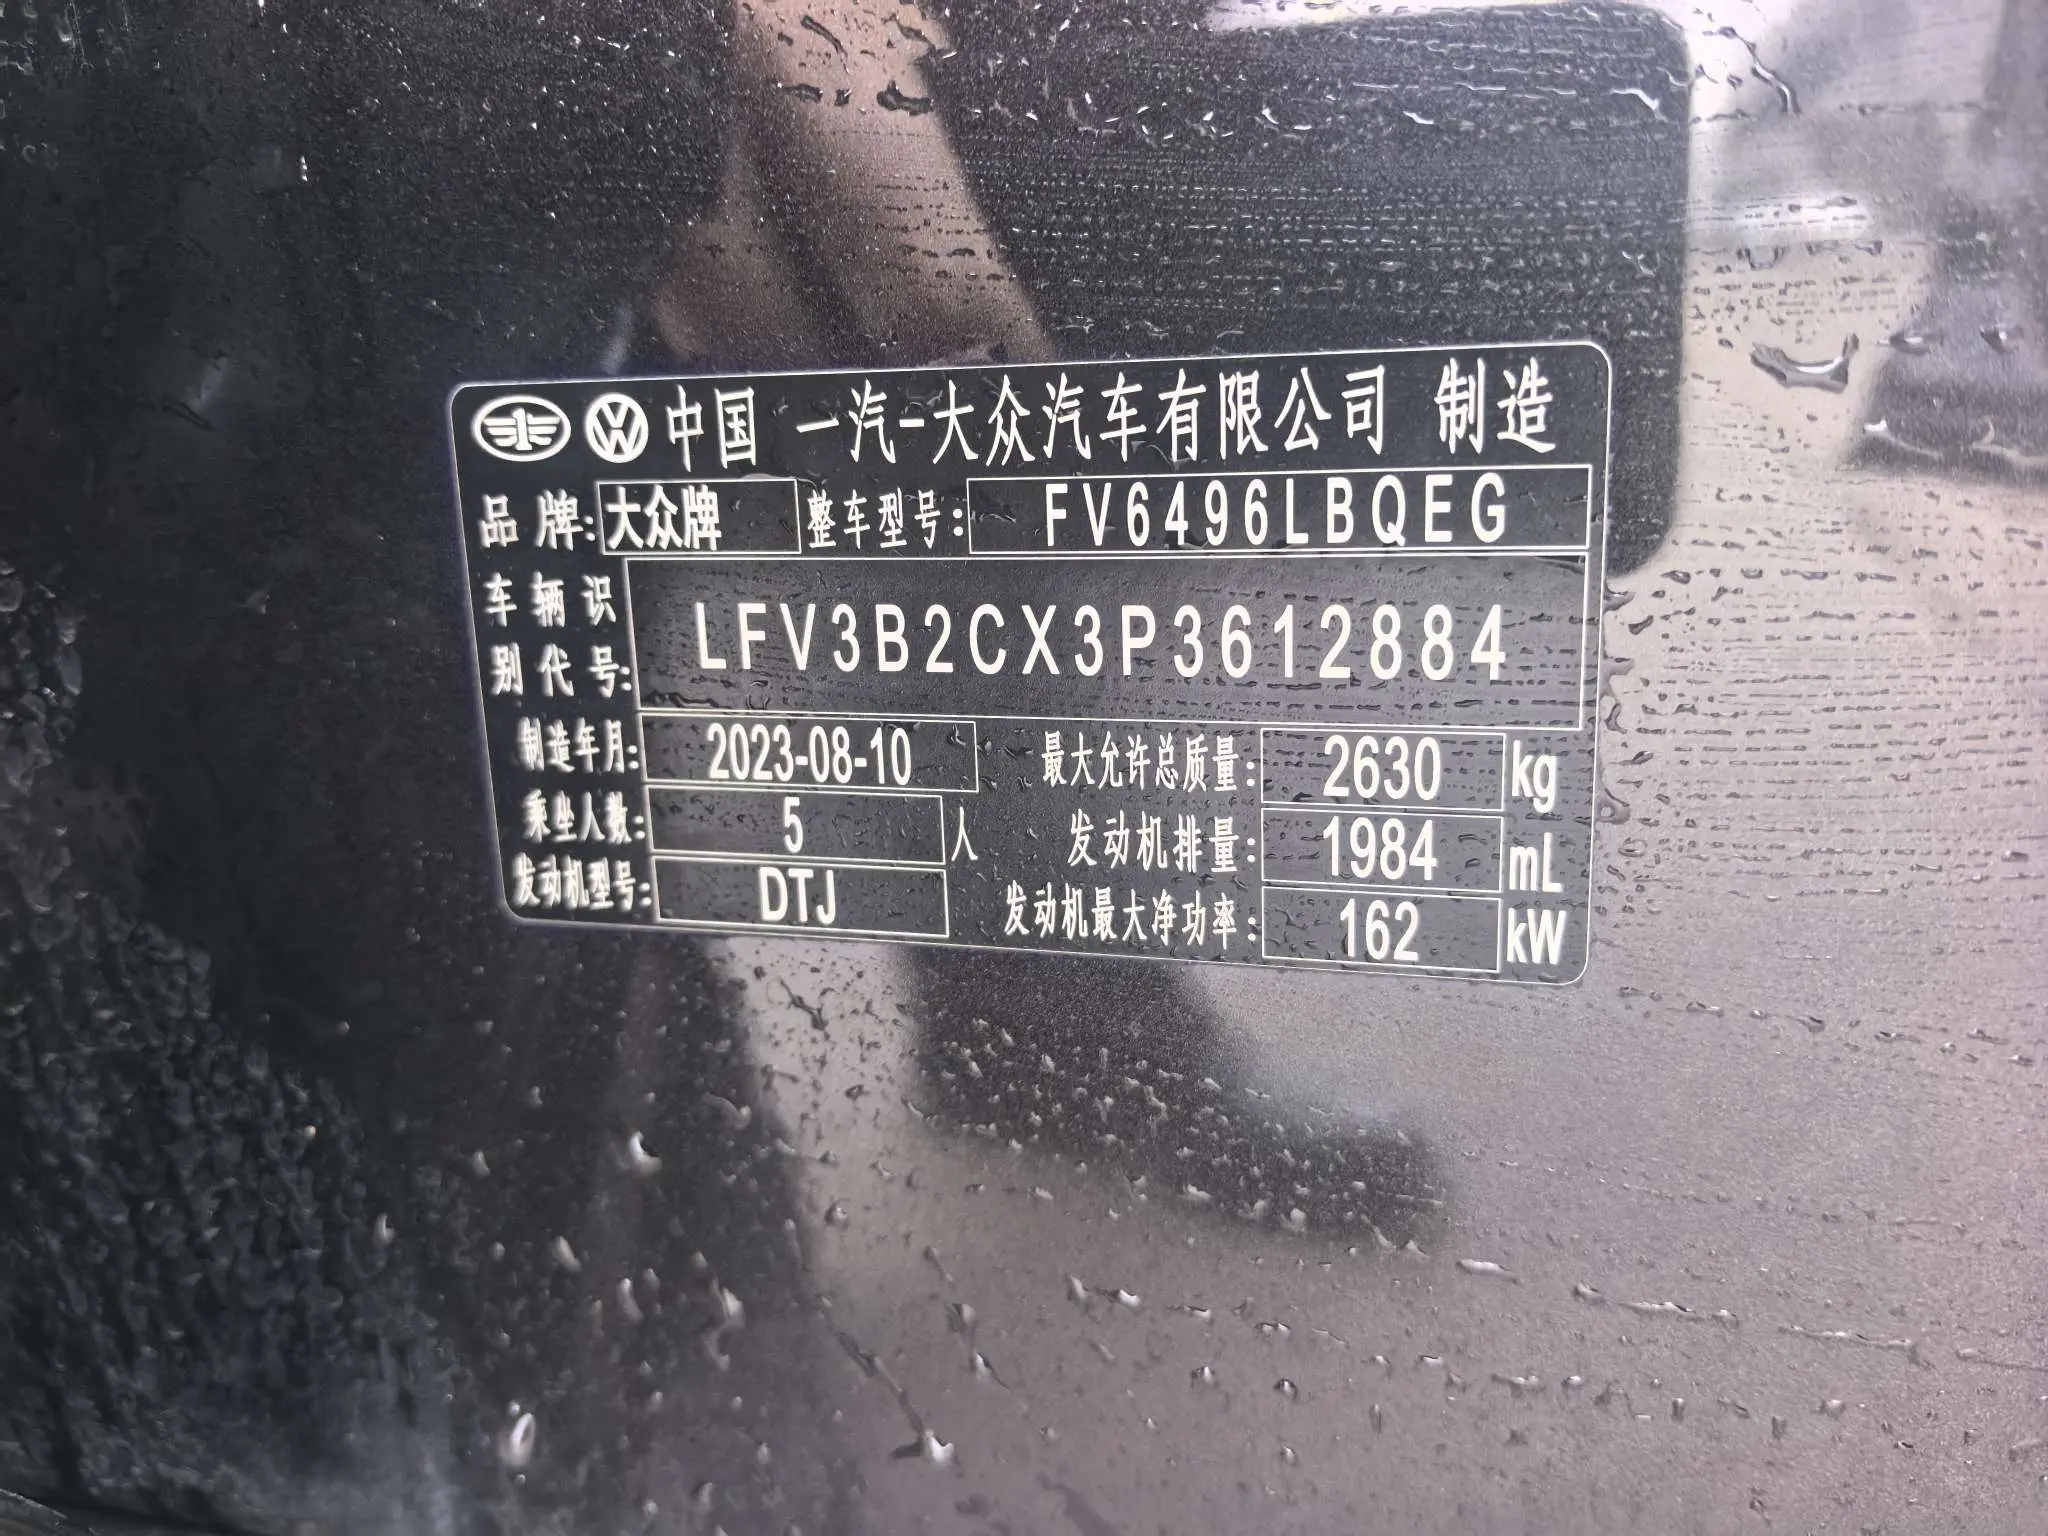 中国 一汽-大众汽车有限公司 制造
品 牌: 大众牌 整车型号: FV6496LBQEG
车 辆 识
别 代 号: LFV3B2CX3P3612884
制造年月: 2023-08-10 最大允许总质量: 2630 kg
乘坐人数: 5 人 发动机排量: 1984 mL
发动机型号: DTJ 发动机最大净功率: 162 kW